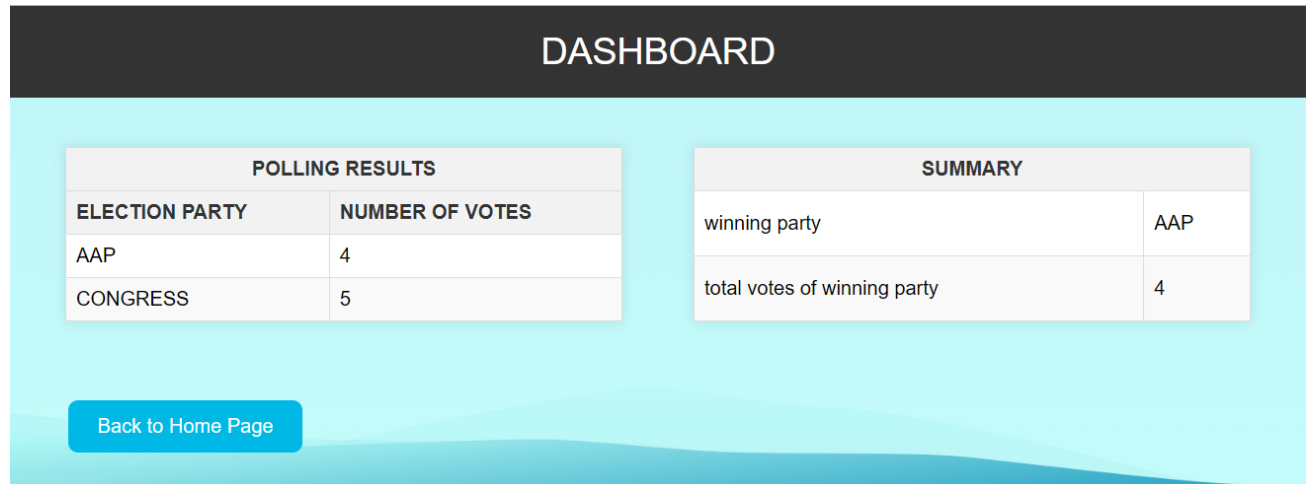 DASHBOARD
POLLING RESULTS
ELECTION PARTY NUMBER OF VOTES
AAP 4
CONGRESS 5
SUMMARY
winning party AAP
total votes of winning party 4
Back to Home Page